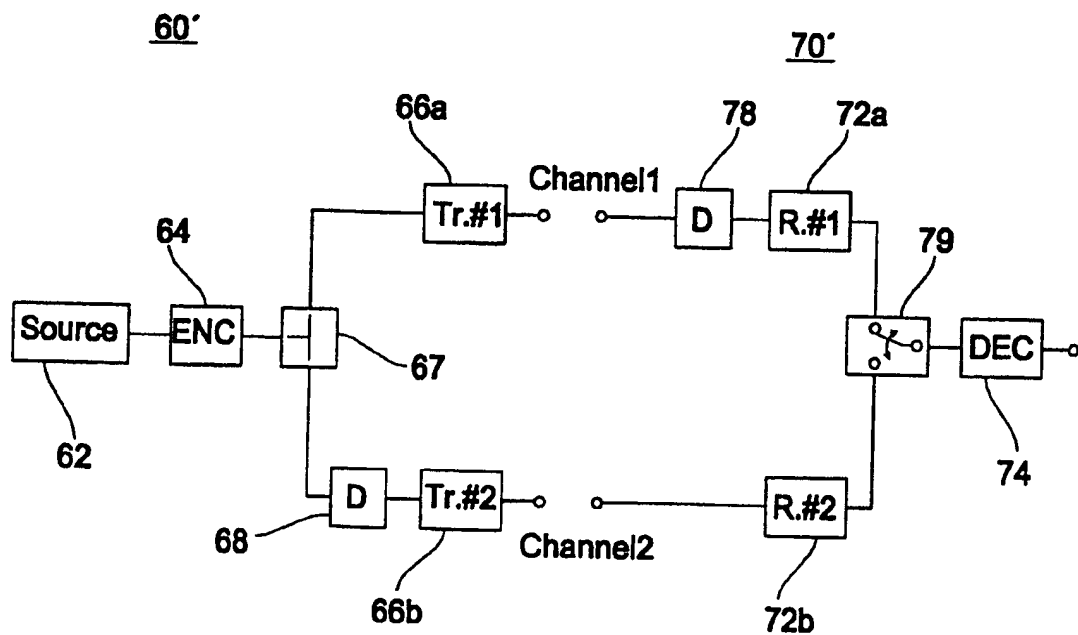 60´
70´
66a
78
72a
Channel1
Tr.#1
D
R.#1
64
79
Source
ENC
DEC
67
62
74
D
Tr.#2
R.#2
68
Channel2
66b
72b